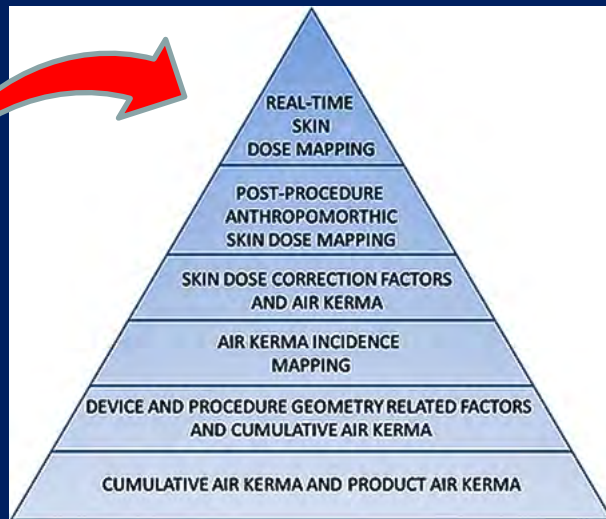 REAL-TIME
SKIN
DOSE MAPPING
POST-PROCEDURE
ANTHROPOMORTHIC
SKIN DOSE MAPPING
SKIN DOSE CORRECTION FACTORS
AND AIR KERMA
AIR KERMA INCIDENCE
MAPPING
DEVICE AND PROCEDURE GEOMETRY RELATED FACTORS
AND CUMULATIVE AIR KERMA
CUMULATIVE AIR KERMA AND PRODUCT AIR KERMA